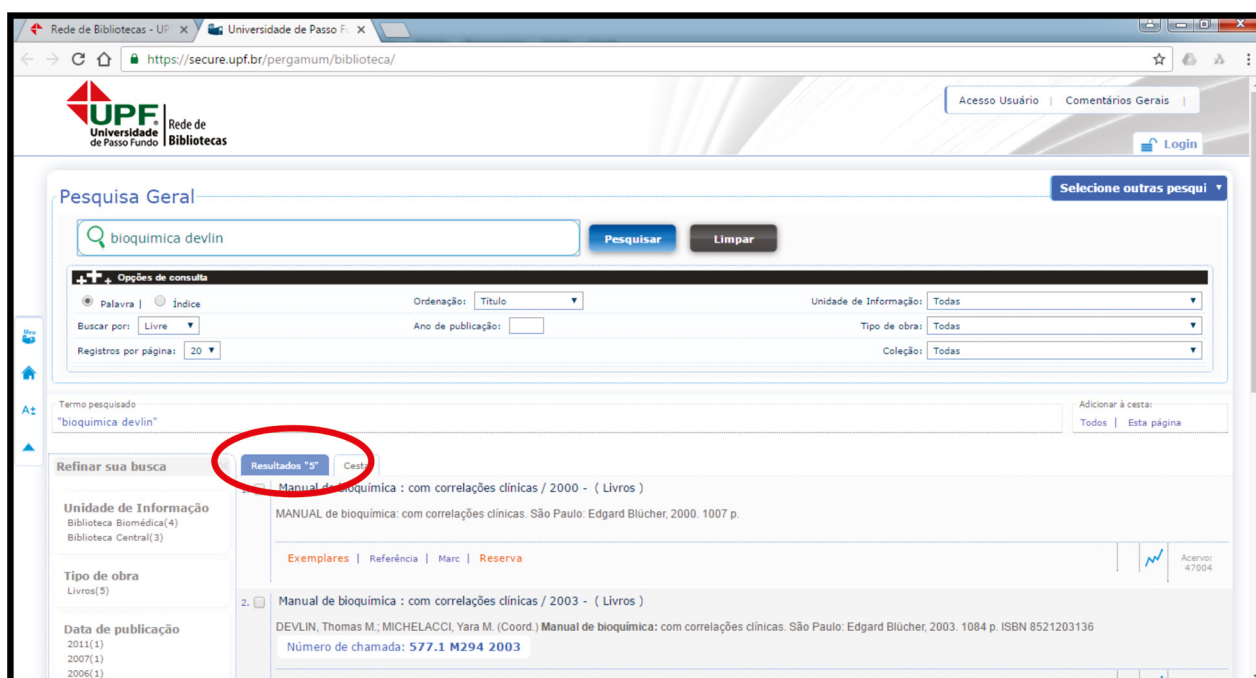 Rede de Bibliotecas - UP
Universidade de Passo F
https://secure.upf.br/pergamum/biblioteca/
UPF
Universidade
de Passo Fundo
Rede de
Bibliotecas
Acesso Usuário | Comentários Gerais |
Login
Pesquisa Geral
Selecione outras pesqui
bioquimica devlin
Pesquisar
Limpar
Opções de consulta
Palavra | Índice
Ordenação: Título
Unidade de Informação: Todas
Buscar por: Livre
Ano de publicação:
Tipo de obra: Todas
Registros por página: 20
Coleção: Todas
Meu
A±
Termo pesquisado
"bioquimica devlin"
Adicionar à cesta:
Todos | Esta página
Refinar sua busca
Resultados "5"
Cesta
Unidade de Informação
Biblioteca Biomédica(4)
Biblioteca Central(3)
Tipo de obra
Livros(5)
Data de publicação
2011(1)
2007(1)
2006(1)
1. Manual de bioquímica : com correlações clínicas / 2000 - ( Livros )
MANUAL de bioquímica: com correlações clínicas. São Paulo: Edgard Blücher, 2000. 1007 p.
Exemplares | Referência | Marc | Reserva
Acervo:
47004
2. Manual de bioquímica : com correlações clínicas / 2003 - ( Livros )
DEVLIN, Thomas M.; MICHELACCI, Yara M. (Coord.) Manual de bioquímica: com correlações clínicas. São Paulo: Edgard Blücher, 2003. 1084 p. ISBN 8521203136
Número de chamada: 577.1 M294 2003